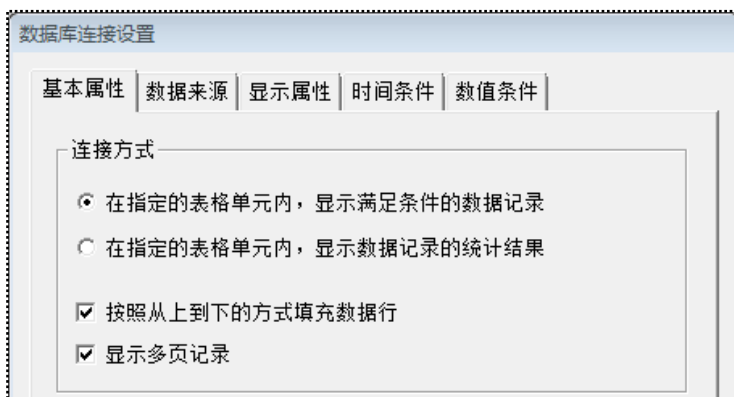 数据库连接设置
基本属性 数据来源 显示属性 时间条件 数值条件
连接方式
在指定的表格单元内，显示满足条件的数据记录
在指定的表格单元内，显示数据记录的统计结果
按照从上到下的方式填充数据行
显示多页记录